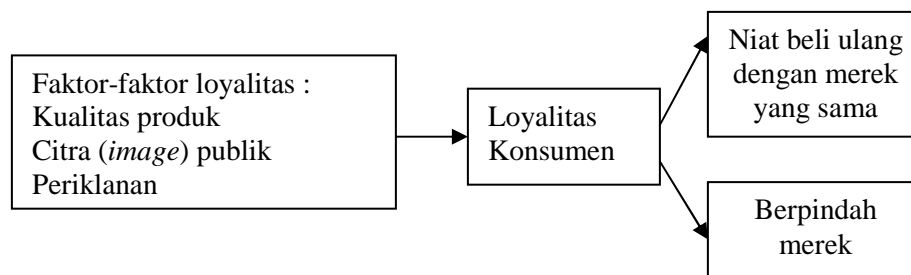 Faktor-faktor loyalitas :
Kualitas produk
Citra (image) publik
Periklanan
Loyalitas
Konsumen
Niat beli ulang
dengan merek
yang sama
Berpindah
merek